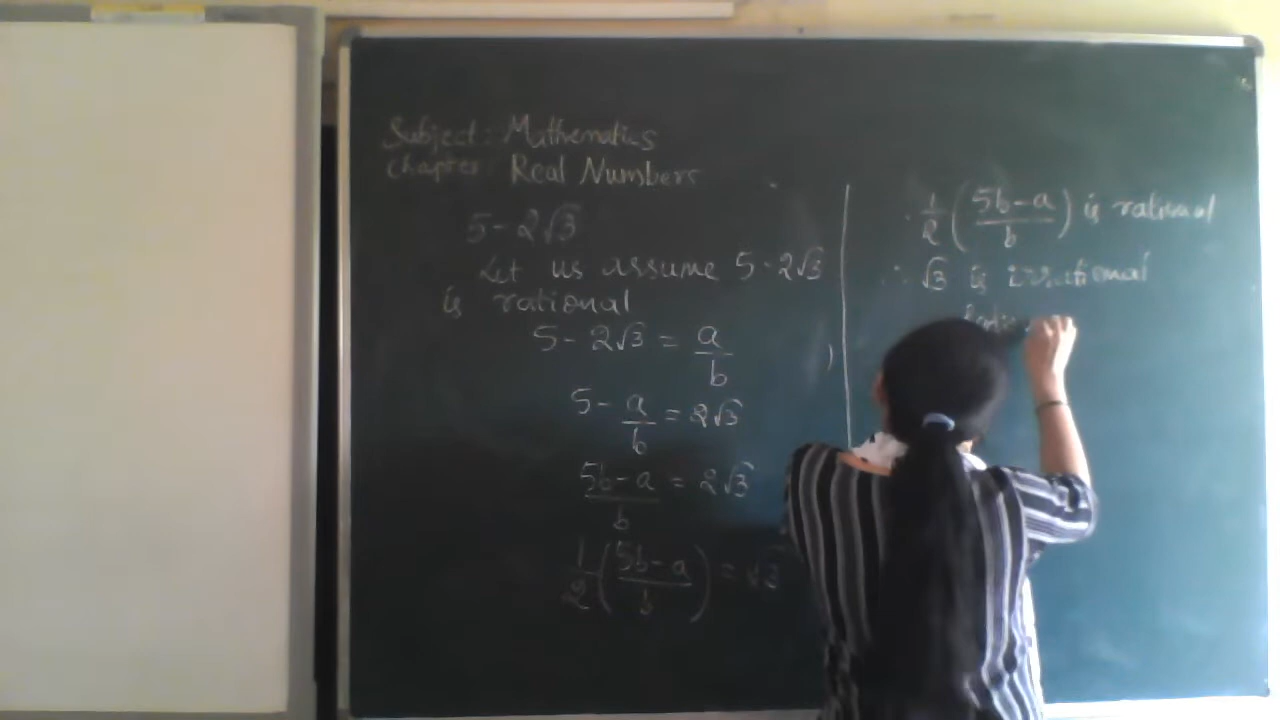 Subject: Mathematics
Chapter: Real Numbers
5 - 2√3
Let us assume 5 - 2√3
is rational
5 - 2√3 = a/b
5 - a/b = 2√3
5b - a/b = 2√3
1/2 (5b - a/b) = √3
1/2 (5b - a/b) is rational
∴ √3 is irrational